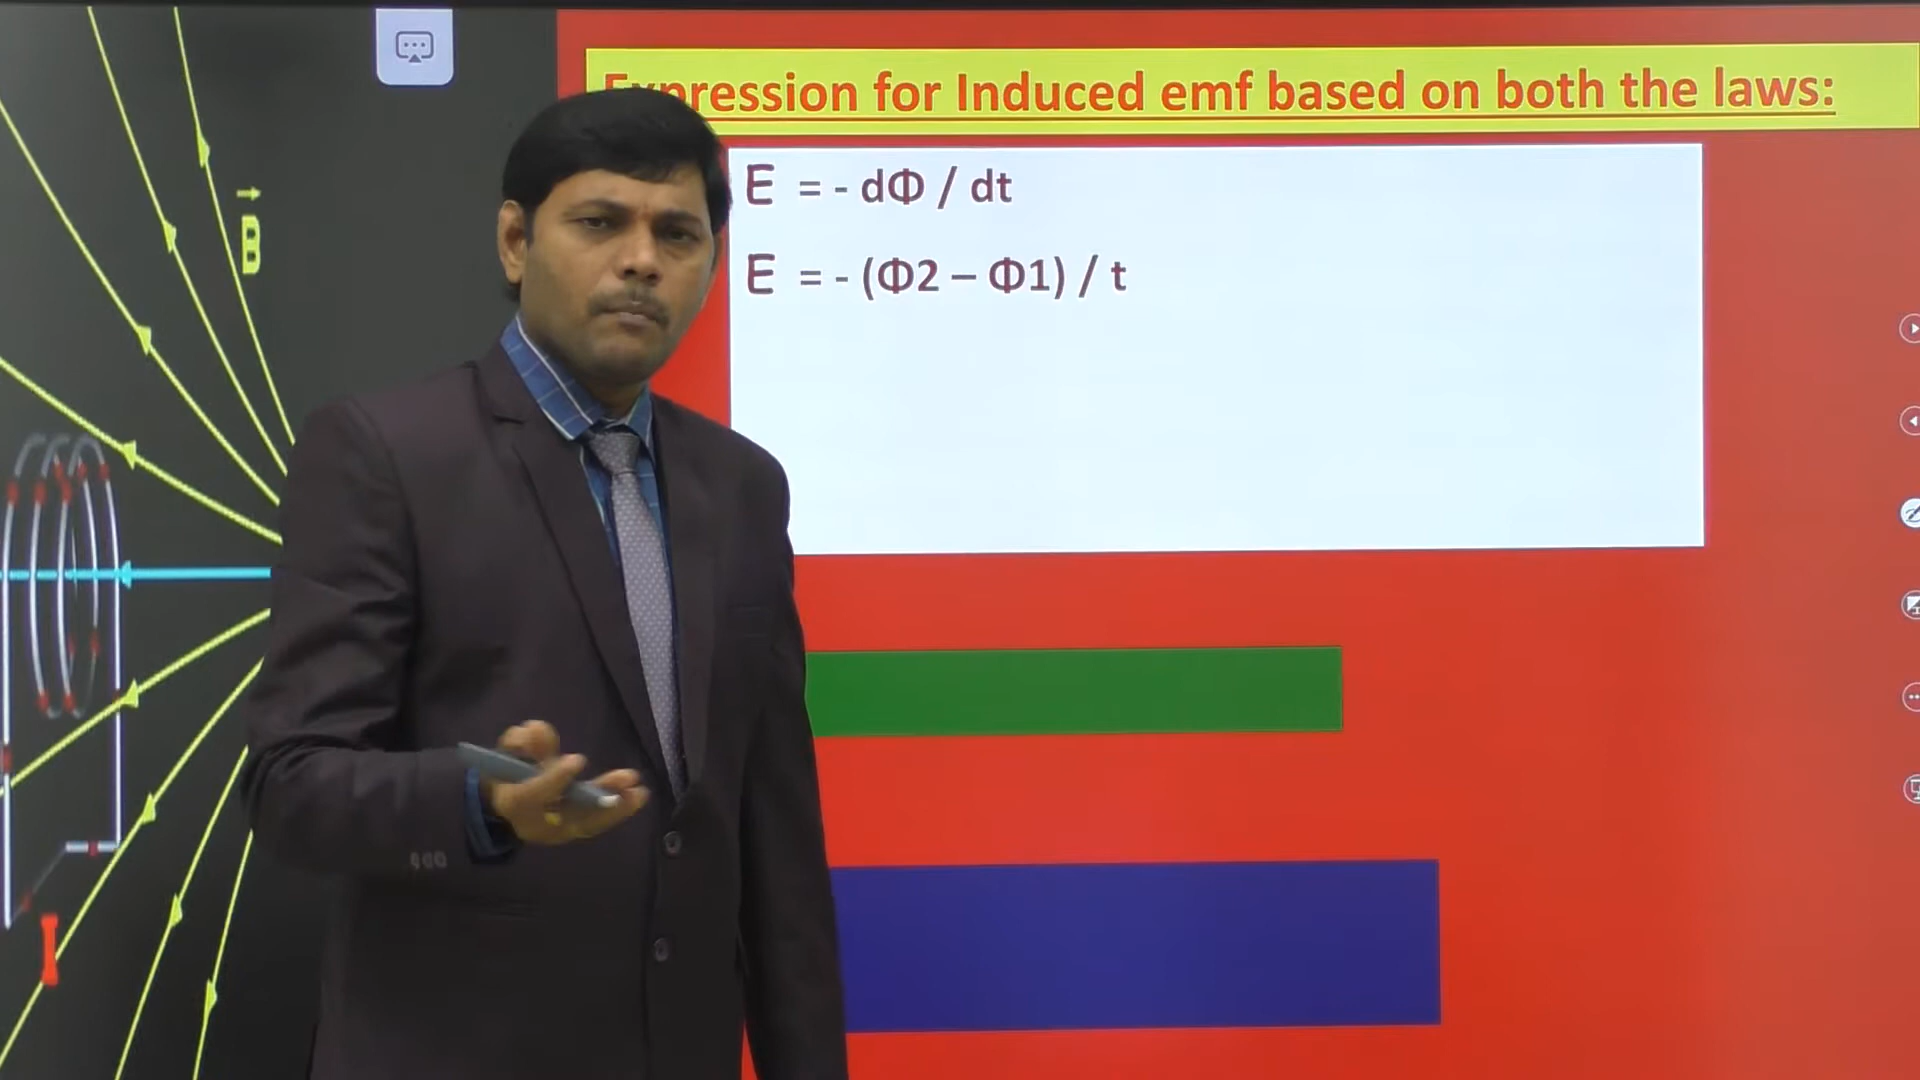 B
I
Expression for Induced emf based on both the laws:
E = - dΦ / dt
E = - (Φ2 – Φ1) / t